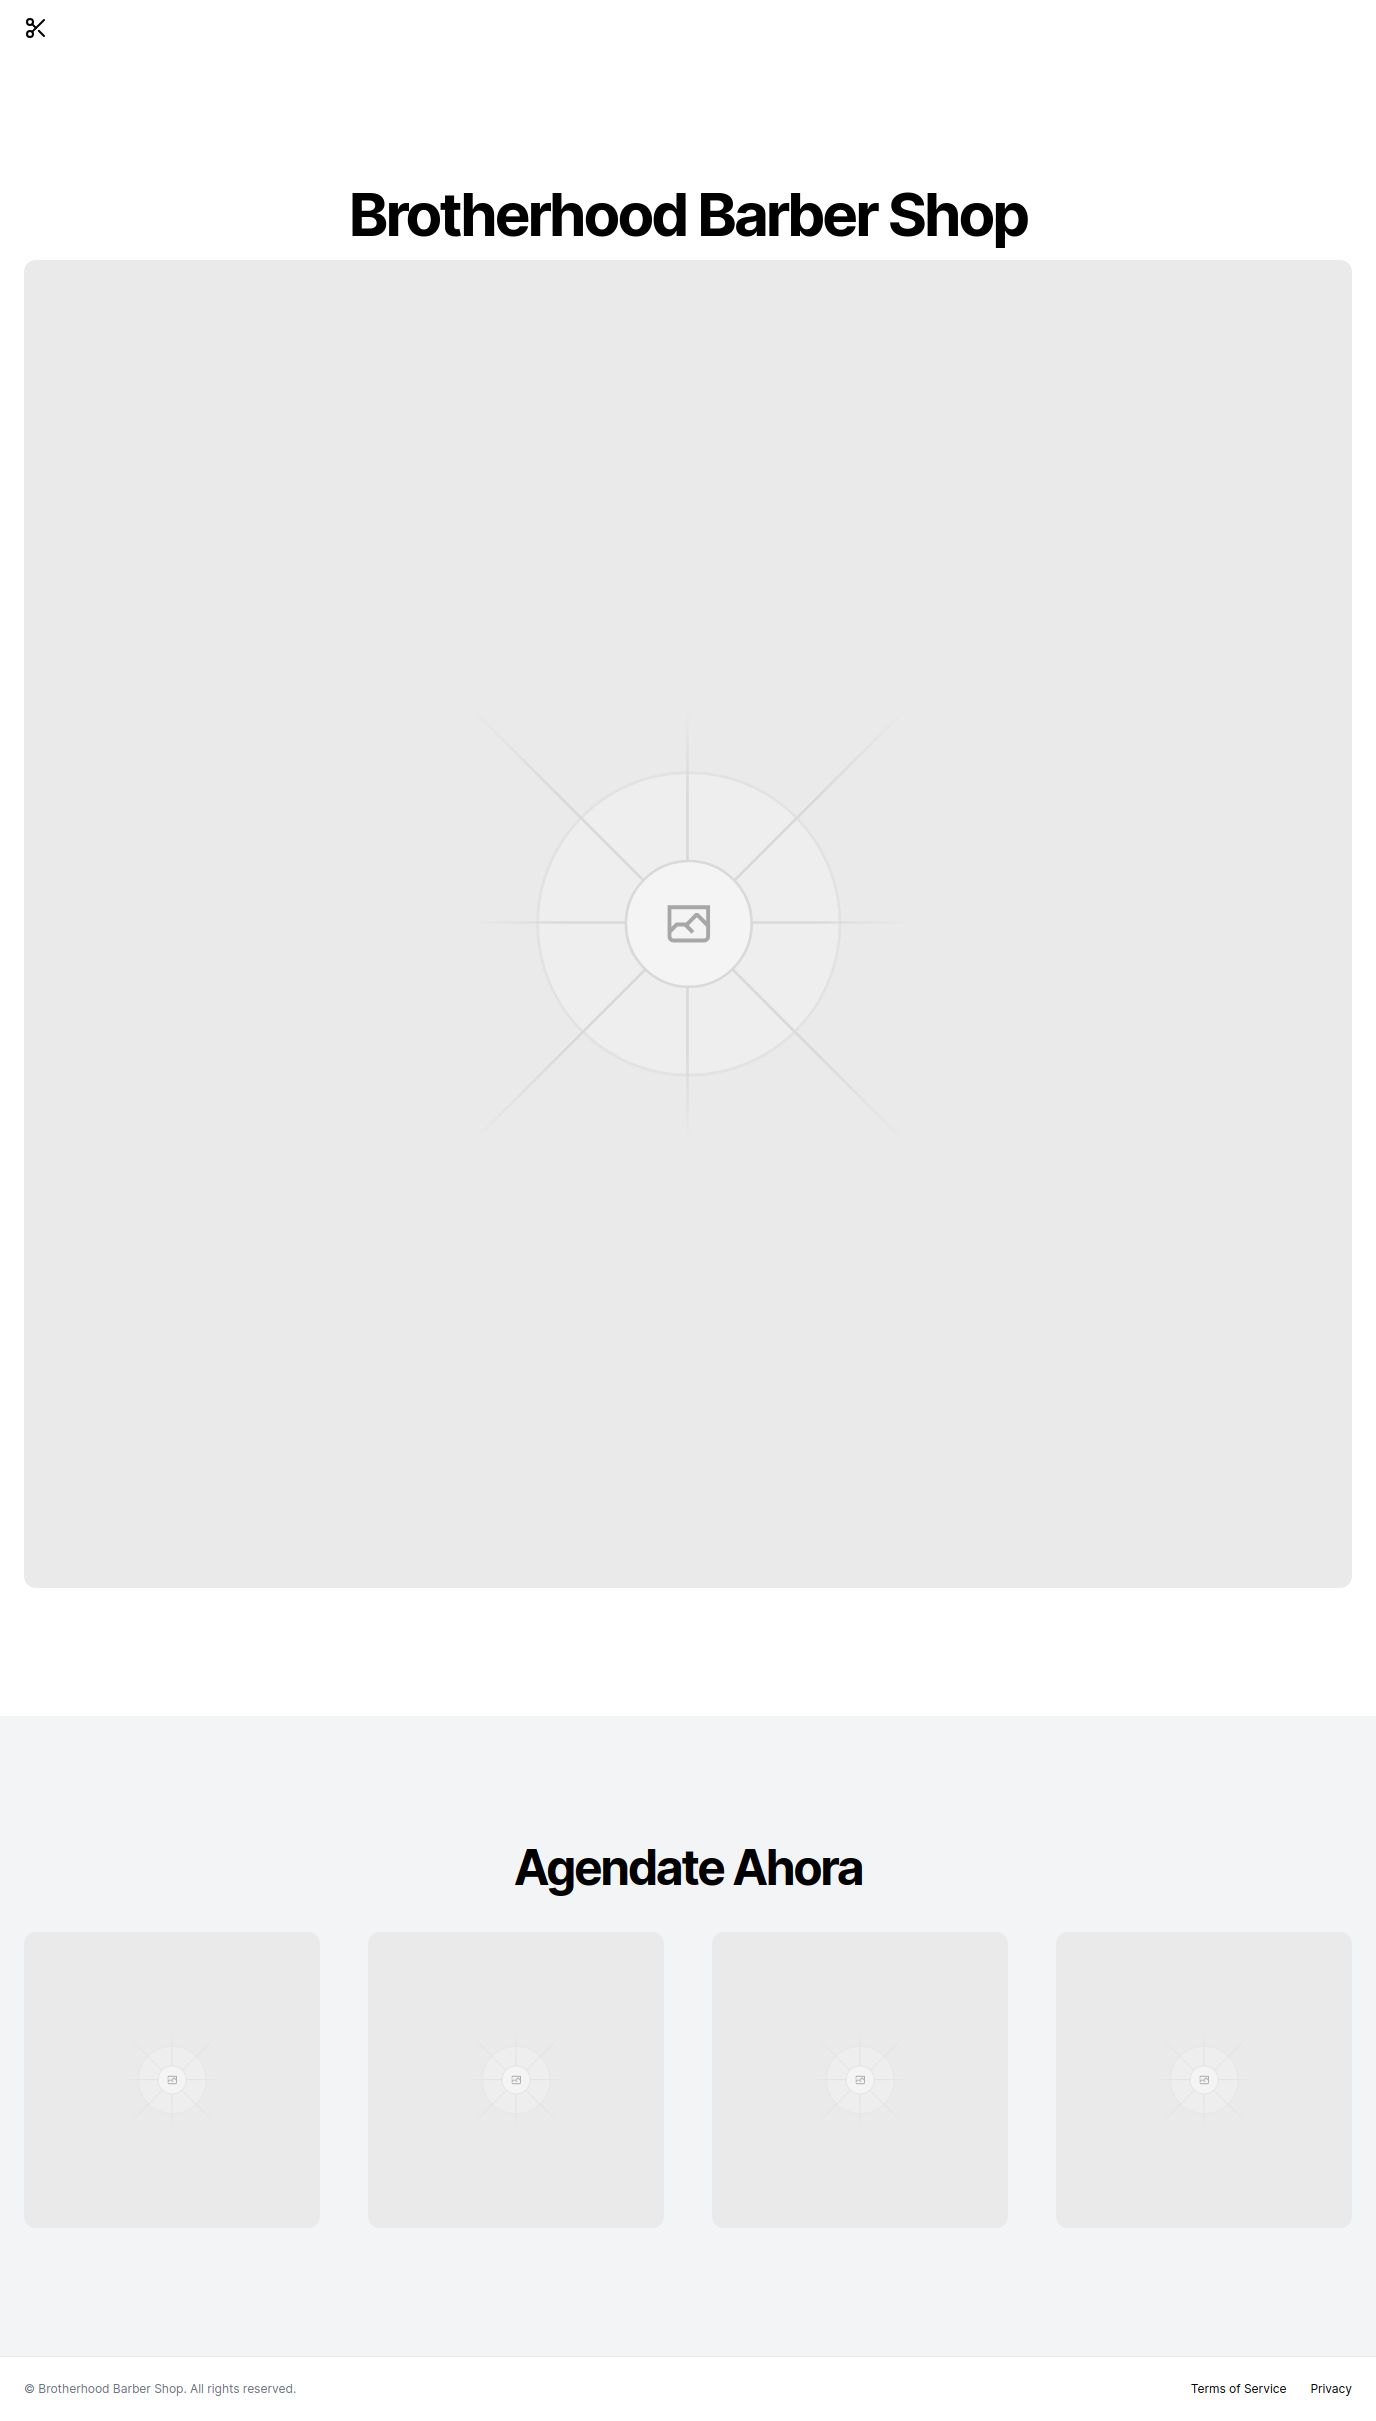 Brotherhood Barber Shop
Agendate Ahora
© Brotherhood Barber Shop. All rights reserved.
Terms of Service
Privacy